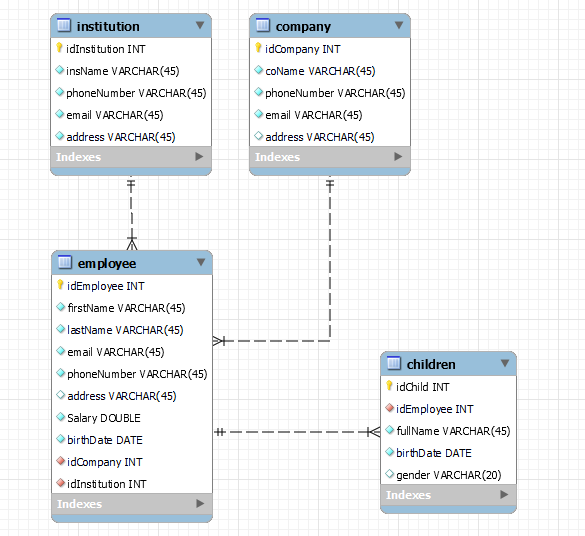 institution
idInstitution INT
insName VARCHAR(45)
phoneNumber VARCHAR(45)
email VARCHAR(45)
address VARCHAR(45)
Indexes
company
idCompany INT
coName VARCHAR(45)
phoneNumber VARCHAR(45)
email VARCHAR(45)
address VARCHAR(45)
Indexes
employee
idEmployee INT
firstName VARCHAR(45)
lastName VARCHAR(45)
email VARCHAR(45)
phoneNumber VARCHAR(45)
address VARCHAR(45)
Salary DOUBLE
birthDate DATE
idCompany INT
idInstitution INT
Indexes
children
idChild INT
idEmployee INT
fullName VARCHAR(45)
birthDate DATE
gender VARCHAR(20)
Indexes